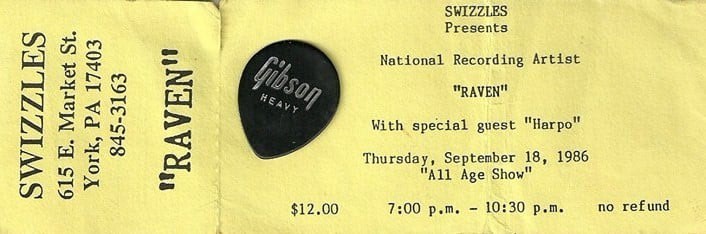 SWIZZLES
615 E. Market St.
York, PA 17403
845-3163
"RAVEN"
Gibson
HEAVY
SWIZZLES
Presents
National Recording Artist
"RAVEN"
With special guest "Harpo"
Thursday, September 18, 1986
"All Age Show"
$12.00 7:00 p.m. - 10:30 p.m. no refund